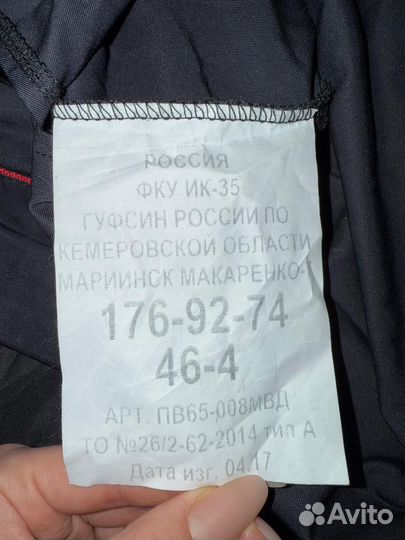 РОССИЯ
ФКУ ИК-35
ГУФСИН РОССИИ ПО
КЕМЕРОВСКОЙ ОБЛАСТИ
МАРИИНСК МАКАРЕНКО-1
176-92-74
46-4
АРТ. ПВ65-008МВД
ТО №26/2-62-2014 тип А
Дата изг. 04.17
Avito